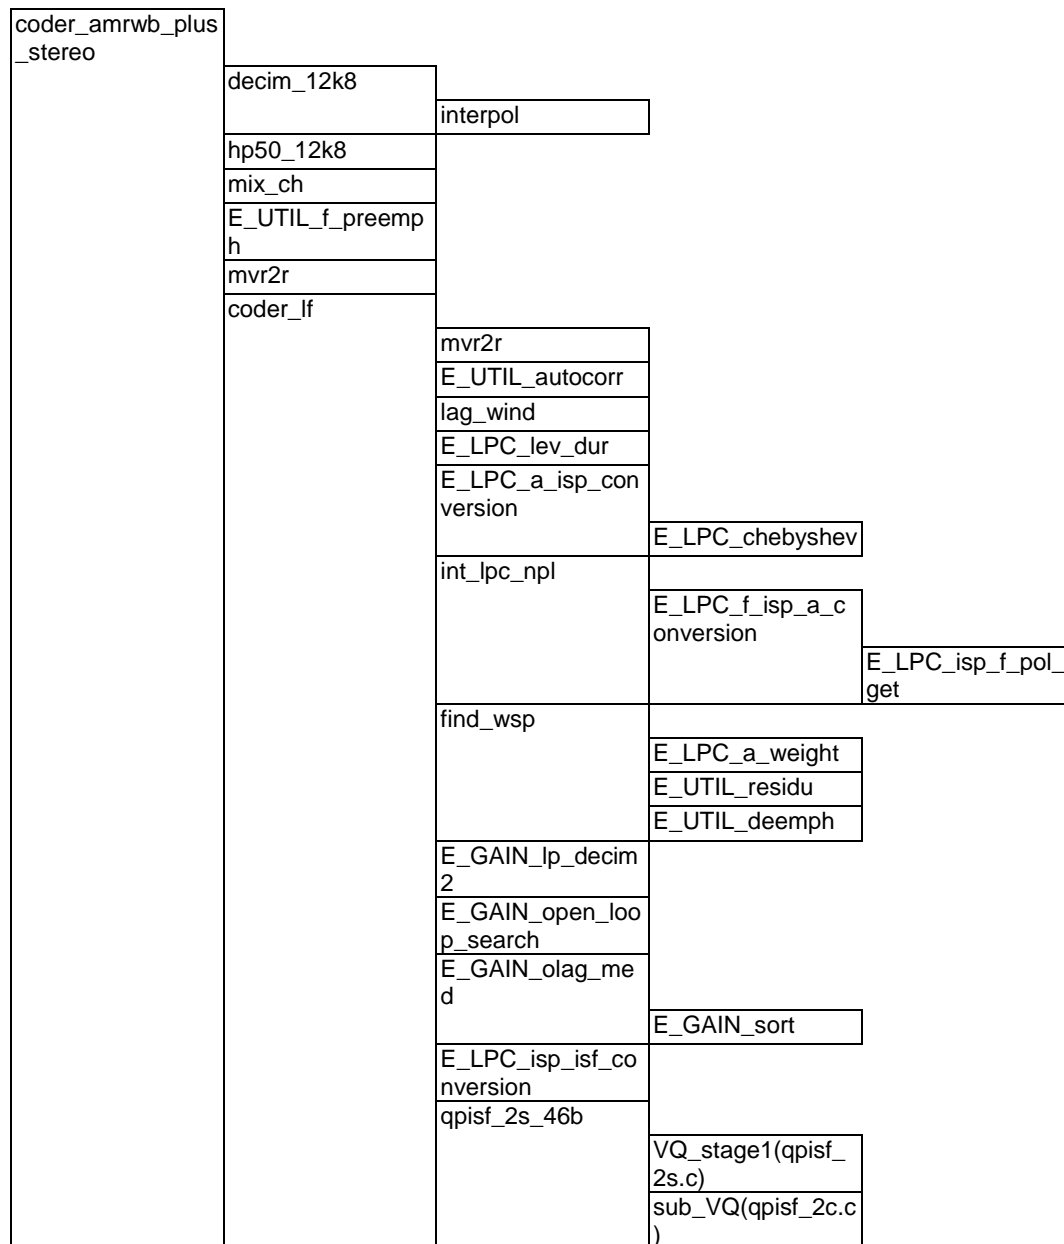 coder_amrwb_plus
_stereo
decim_12k8
interpol
hp50_12k8
mix_ch
E_UTIL_f_preemp
h
mvr2r
coder_lf
mvr2r
E_UTIL_autocorr
lag_wind
E_LPC_lev_dur
E_LPC_a_isp_con
version
E_LPC_chebyshev
int_lpc_npl
E_LPC_f_isp_a_c
onversion
E_LPC_isp_f_pol_
get
find_wsp
E_LPC_a_weight
E_UTIL_residu
E_UTIL_deemph
E_GAIN_lp_decim
2
E_GAIN_open_loo
p_search
E_GAIN_olag_me
d
E_GAIN_sort
E_LPC_isp_isf_co
nversion
qpisf_2s_46b
VQ_stage1(qpisf_
2s.c)
sub_VQ(qpisf_2c.c
)